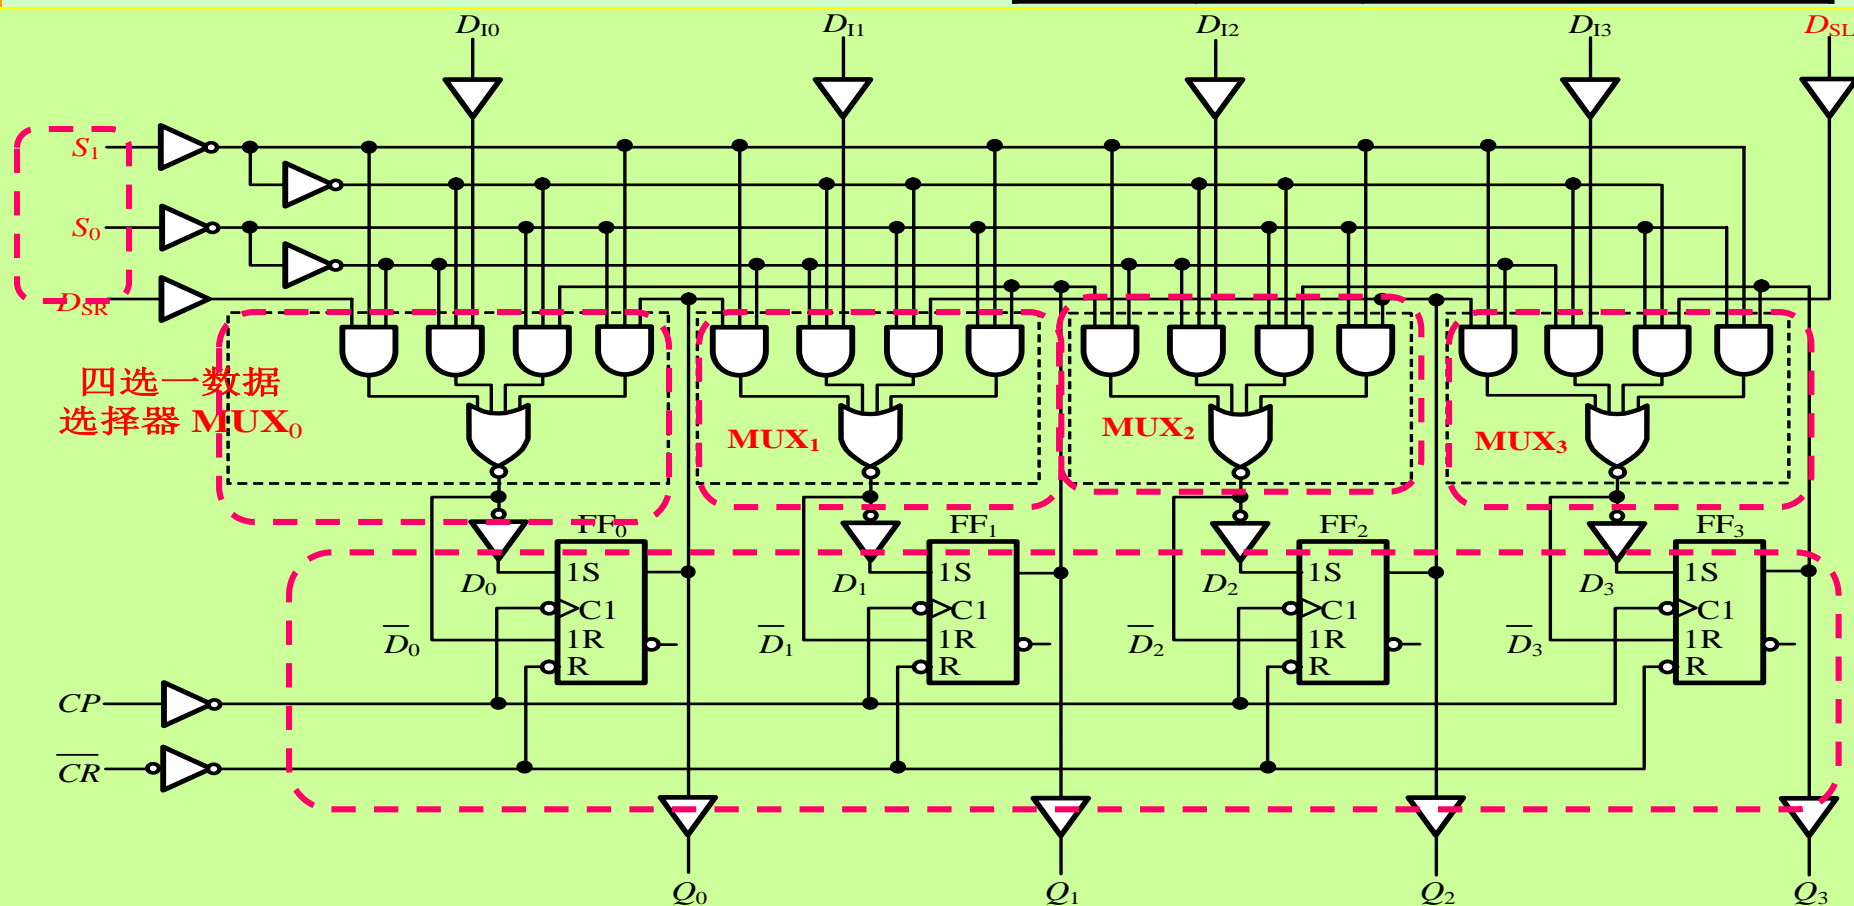 D_I0 D_I1 D_I2 D_I3 D_SL
S_1
S_0
D_SR
四选一数据
选择器 MUX_0
MUX_1 MUX_2 MUX_3
FF_0 FF_1 FF_2 FF_3
D_0 1S D_1 1S D_2 1S D_3 1S
C1 C1 C1 C1
D̅_0 1R D̅_1 1R D̅_2 1R D̅_3 1R
R R R R
CP
C̅R̅
Q_0 Q_1 Q_2 Q_3